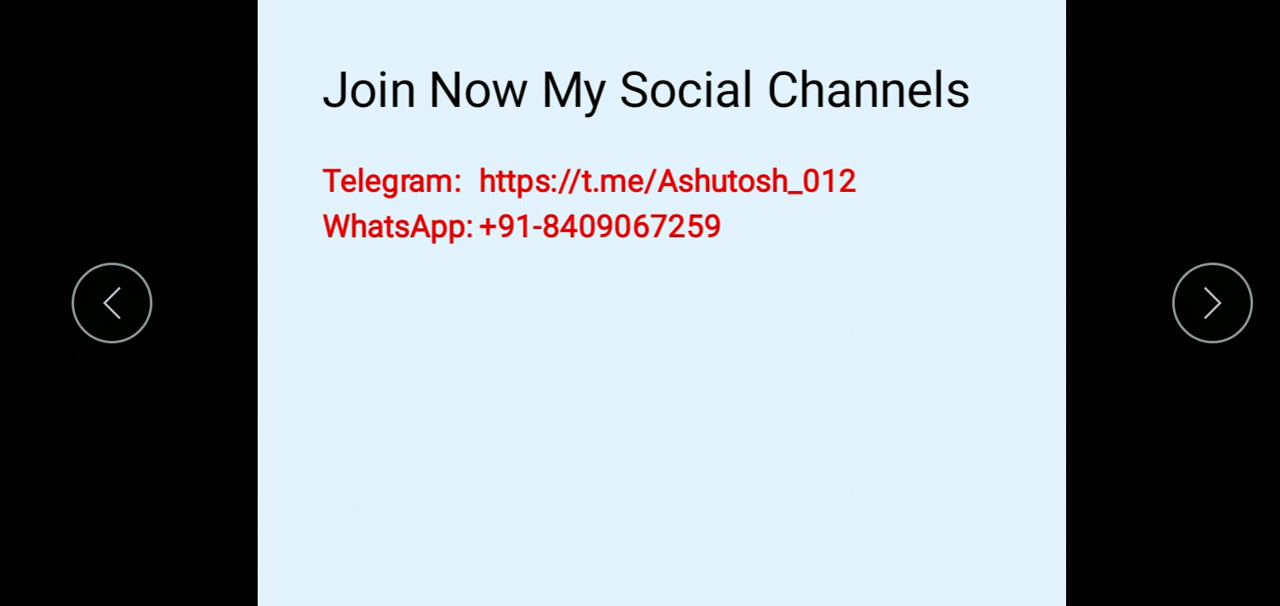 Join Now My Social Channels
Telegram: https://t.me/Ashutosh_012
WhatsApp: +91-8409067259